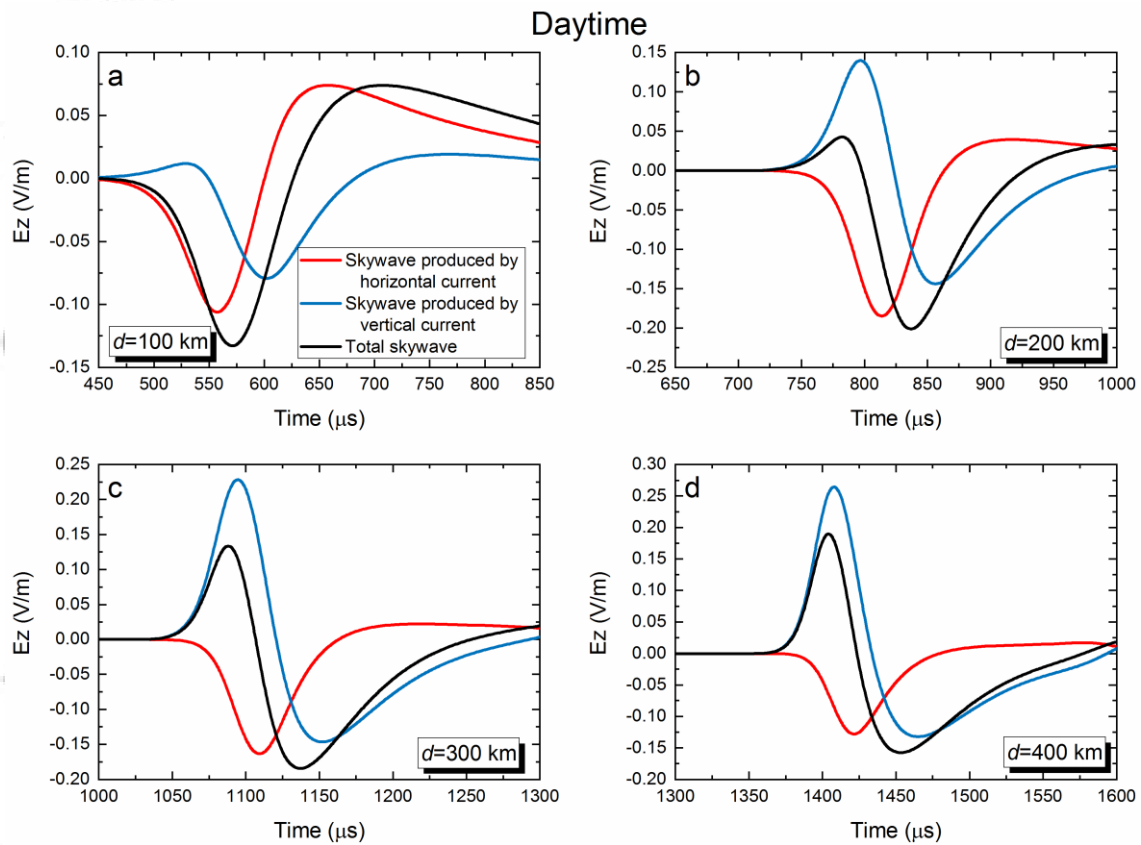 Daytime
a
0.10
0.05
0.00
-0.05
-0.10
-0.15
Ez (V/m)
450 500 550 600 650 700 750 800 850
Time (μs)
d=100 km
Skywave produced by
horizontal current
Skywave produced by
vertical current
Total skywave
b
0.15
0.10
0.05
0.00
-0.05
-0.10
-0.15
-0.20
-0.25
Ez (V/m)
650 700 750 800 850 900 950 1000
Time (μs)
d=200 km
c
0.25
0.20
0.15
0.10
0.05
0.00
-0.05
-0.10
-0.15
-0.20
Ez (V/m)
1000 1050 1100 1150 1200 1250 1300
Time (μs)
d=300 km
d
0.30
0.25
0.20
0.15
0.10
0.05
0.00
-0.05
-0.10
-0.15
-0.20
Ez (V/m)
1300 1350 1400 1450 1500 1550 1600
Time (μs)
d=400 km